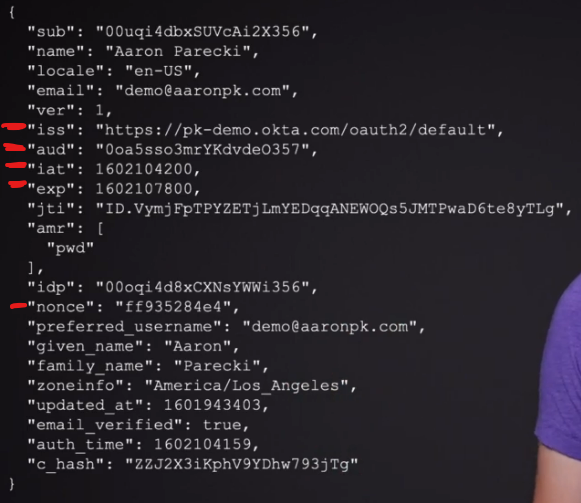 {
"sub": "00uqi4dbxSUVcAi2X356",
"name": "Aaron Parecki",
"locale": "en-US",
"email": "demo@aaronpk.com",
"ver": 1,
"iss": "https://pk-demo.okta.com/oauth2/default",
"aud": "0oa5sso3mrYKdvdeO357",
"iat": 1602104200,
"exp": 1602107800,
"jti": "ID.VymjFpTPYZETjLmYEDqqANEWOQs5JMTPwaD6te8yTLg",
"amr": [
"pwd"
],
"idp": "00oqi4d8xCXNsYWWi356",
"nonce": "ff935284e4",
"preferred_username": "demo@aaronpk.com",
"given_name": "Aaron",
"family_name": "Parecki",
"zoneinfo": "America/Los_Angeles",
"updated_at": 1601943403,
"email_verified": true,
"auth_time": 1602104159,
"c_hash": "ZZJ2X3iKphV9YDhw793jTg"
}